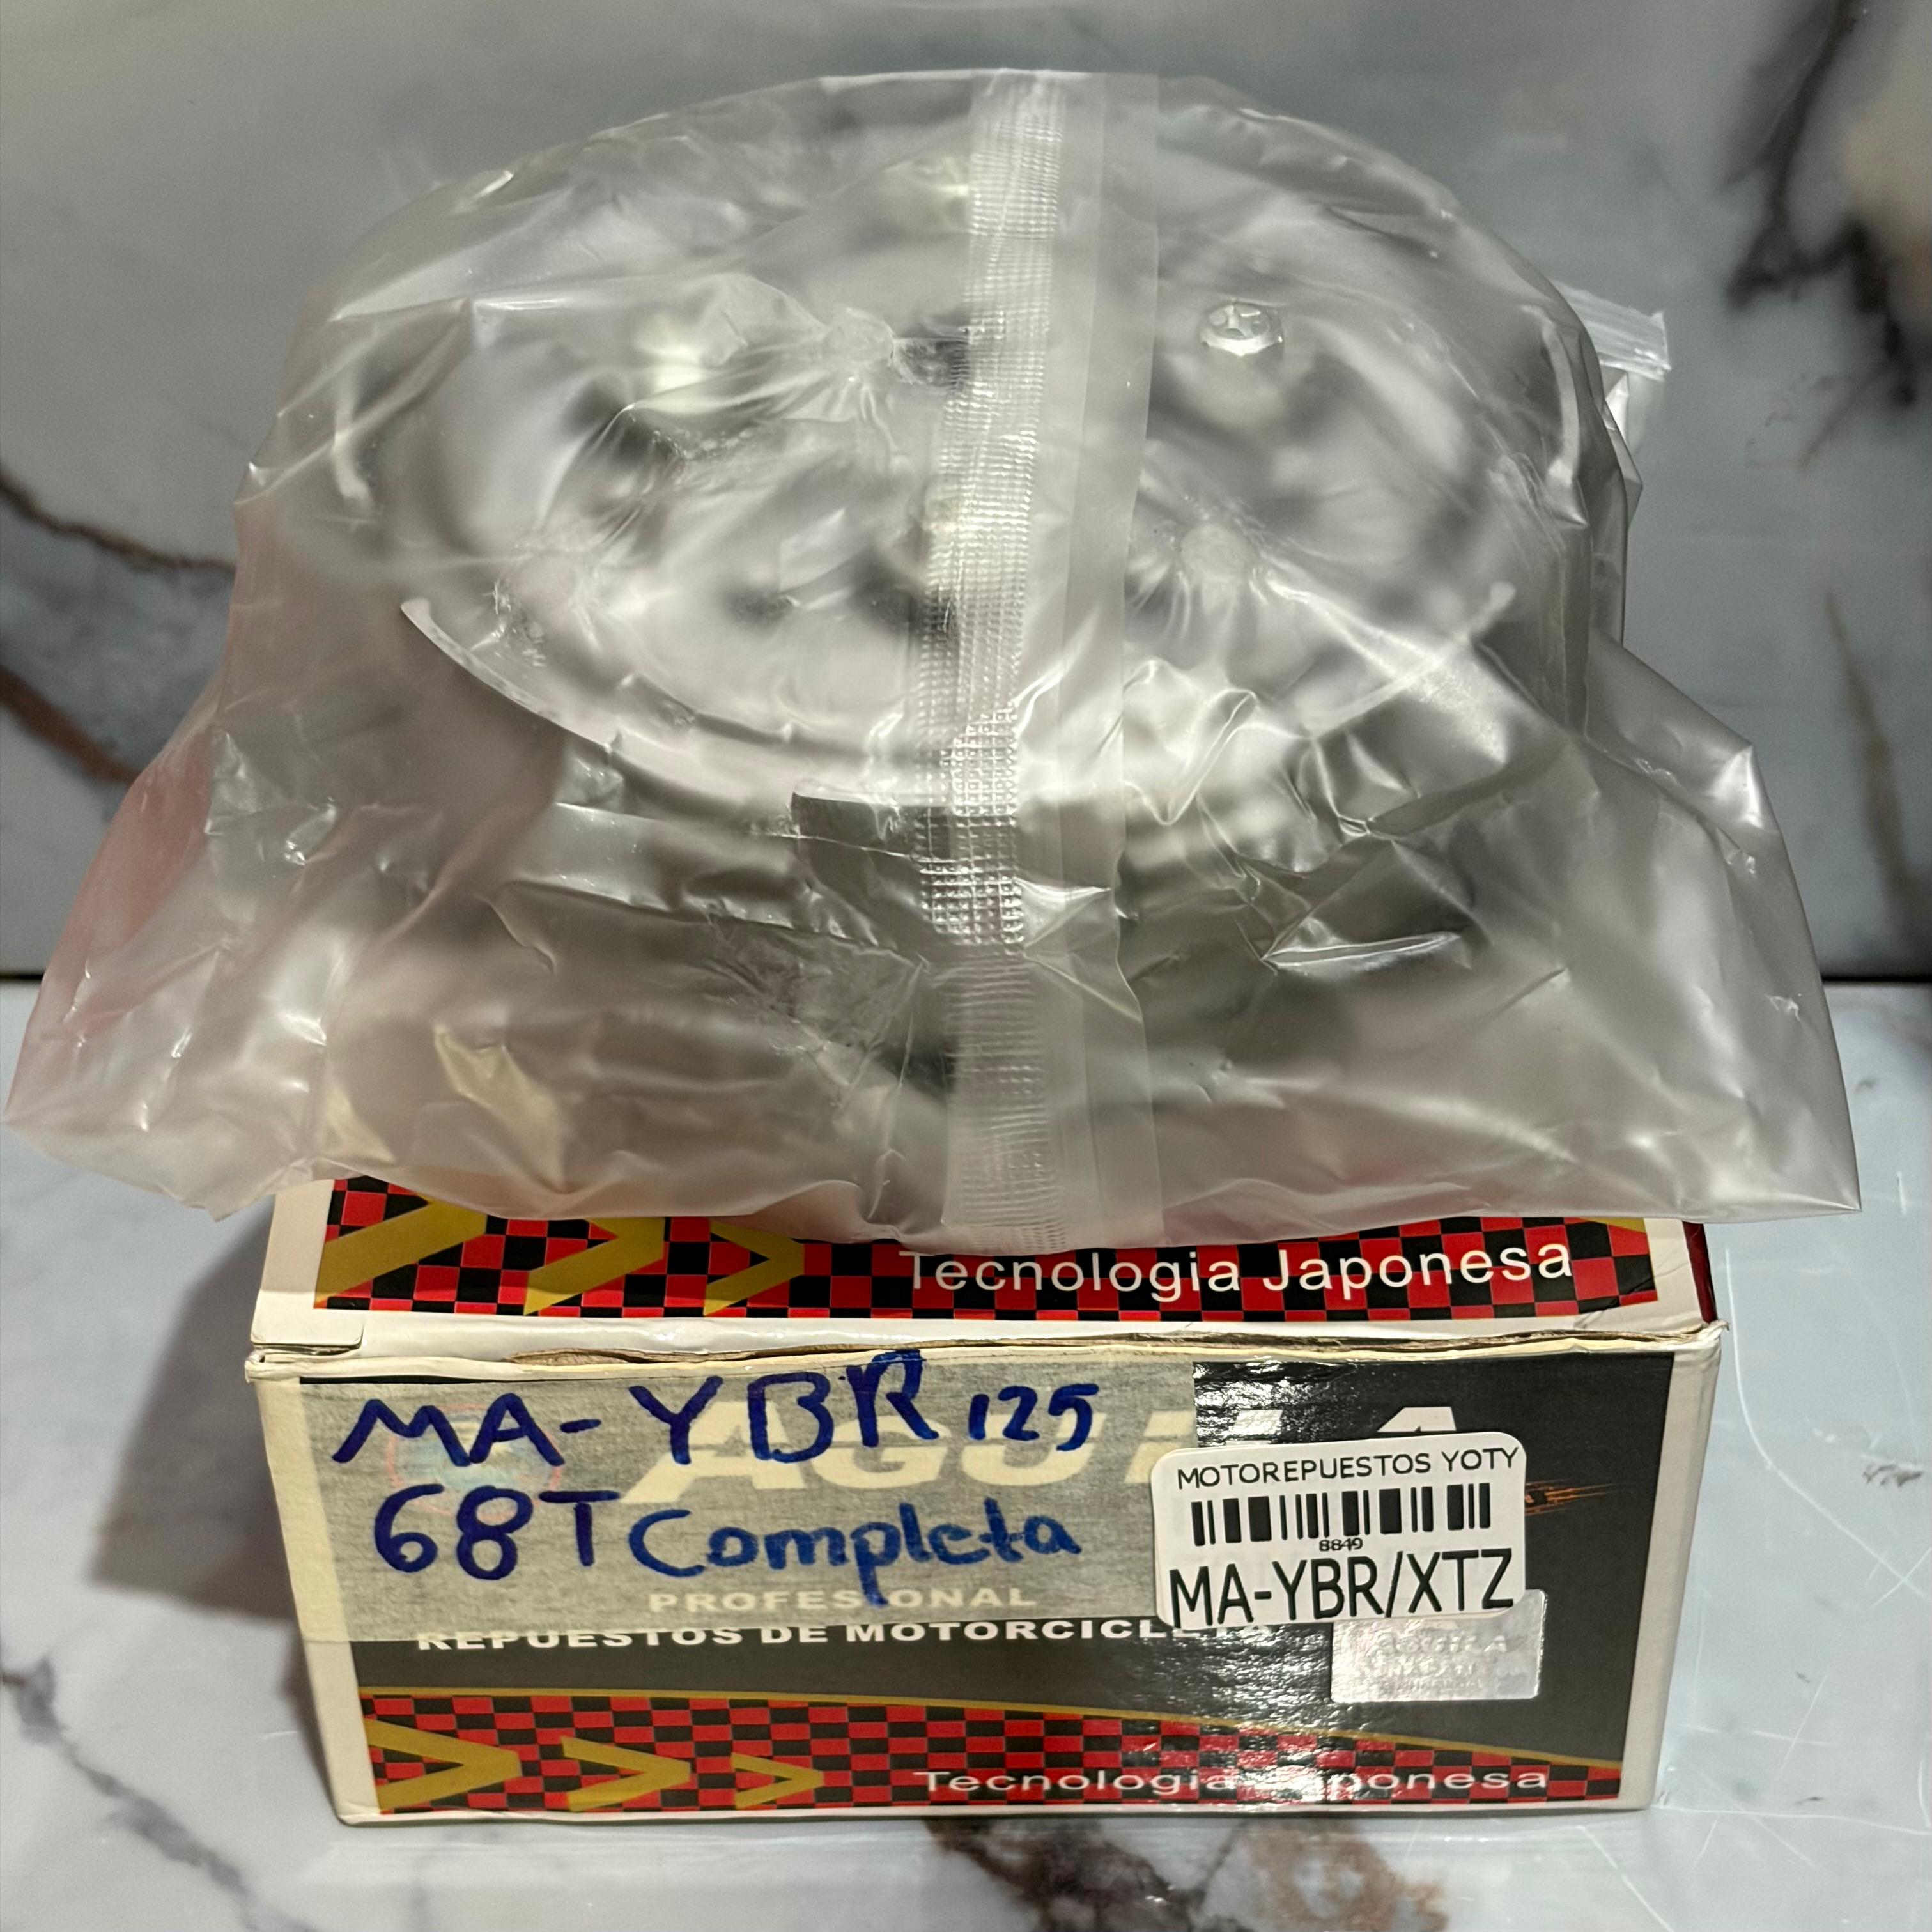 Tecnologia Japonesa
MA-YBR 125
68T Completa
AGUILA
PROFESIONAL
REPUESTOS DE MOTORCICLETA
MOTOREPUESTOS YOTY
8849
MA-YBR/XTZ
Tecnologia Japonesa